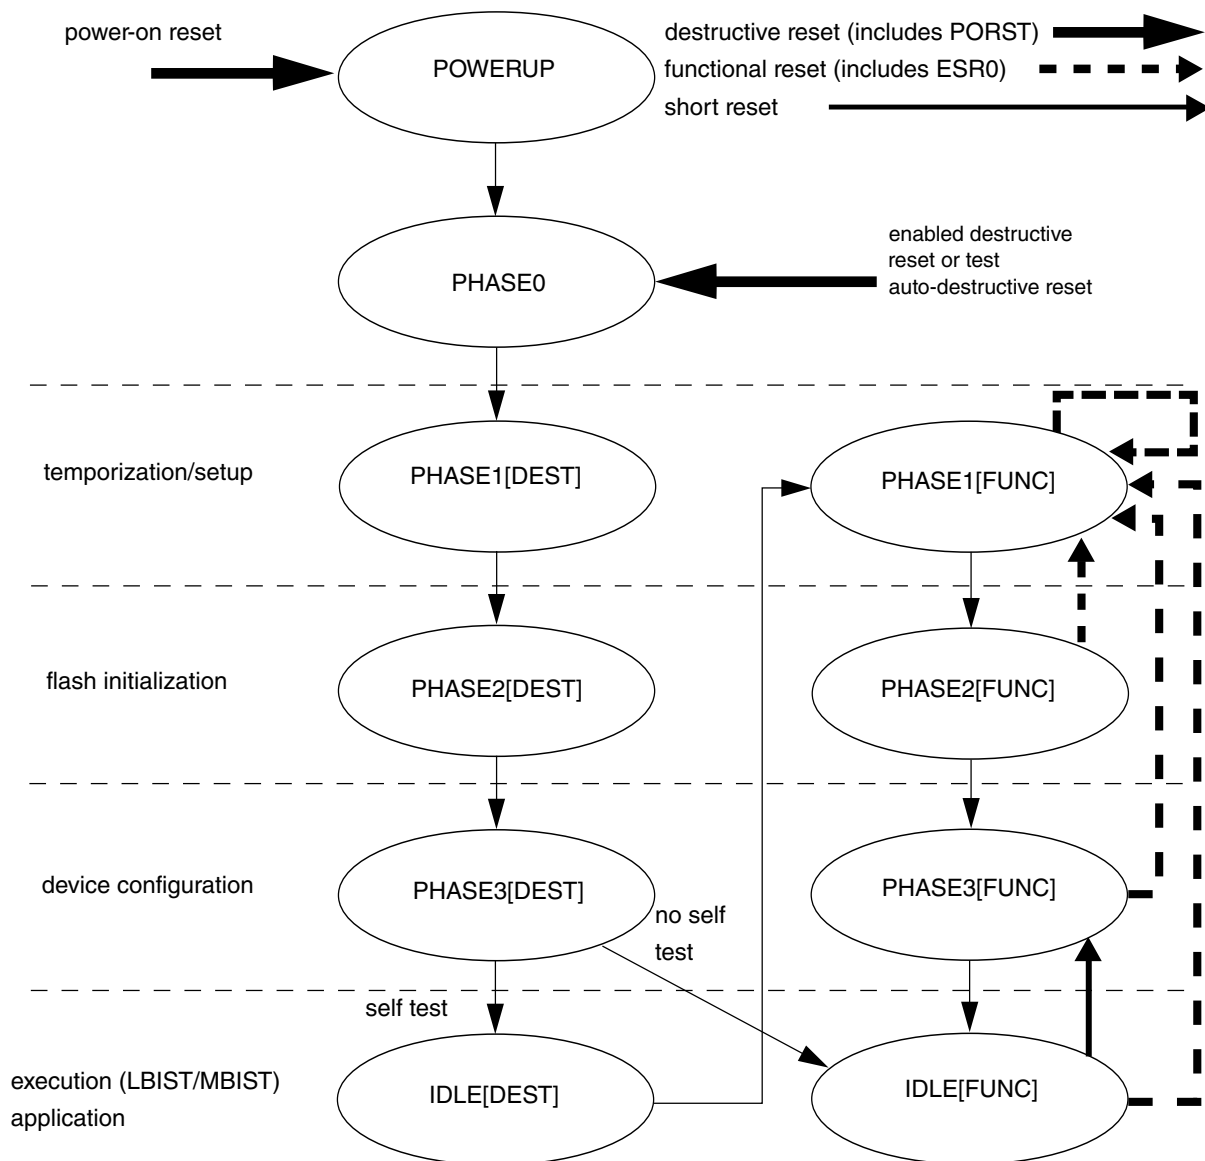 power-on reset
POWERUP
destructive reset (includes PORST)
functional reset (includes ESR0)
short reset
PHASE0
enabled destructive
reset or test
auto-destructive reset
temporization/setup
PHASE1[DEST]
PHASE1[FUNC]
flash initialization
PHASE2[DEST]
PHASE2[FUNC]
device configuration
PHASE3[DEST]
PHASE3[FUNC]
no self
test
self test
execution (LBIST/MBIST)
application
IDLE[DEST]
IDLE[FUNC]